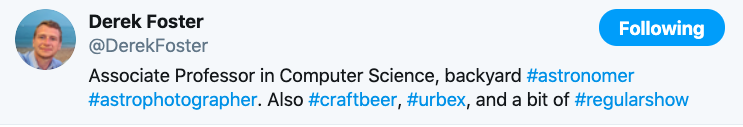 Derek Foster
Following
@DerekFoster
Associate Professor in Computer Science, backyard #astronomer
#astrophotographer. Also #craftbeer, #urbex, and a bit of #regularshow